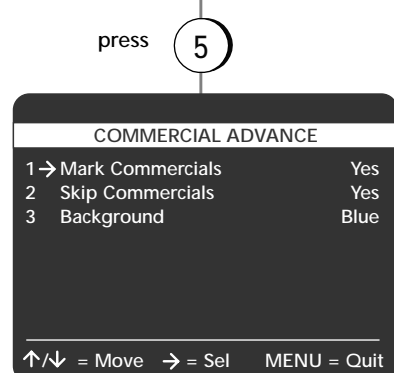 press 5
COMMERCIAL ADVANCE
1→Mark Commercials Yes
2 Skip Commercials Yes
3 Background Blue
↑/↓ = Move → = Sel MENU = Quit